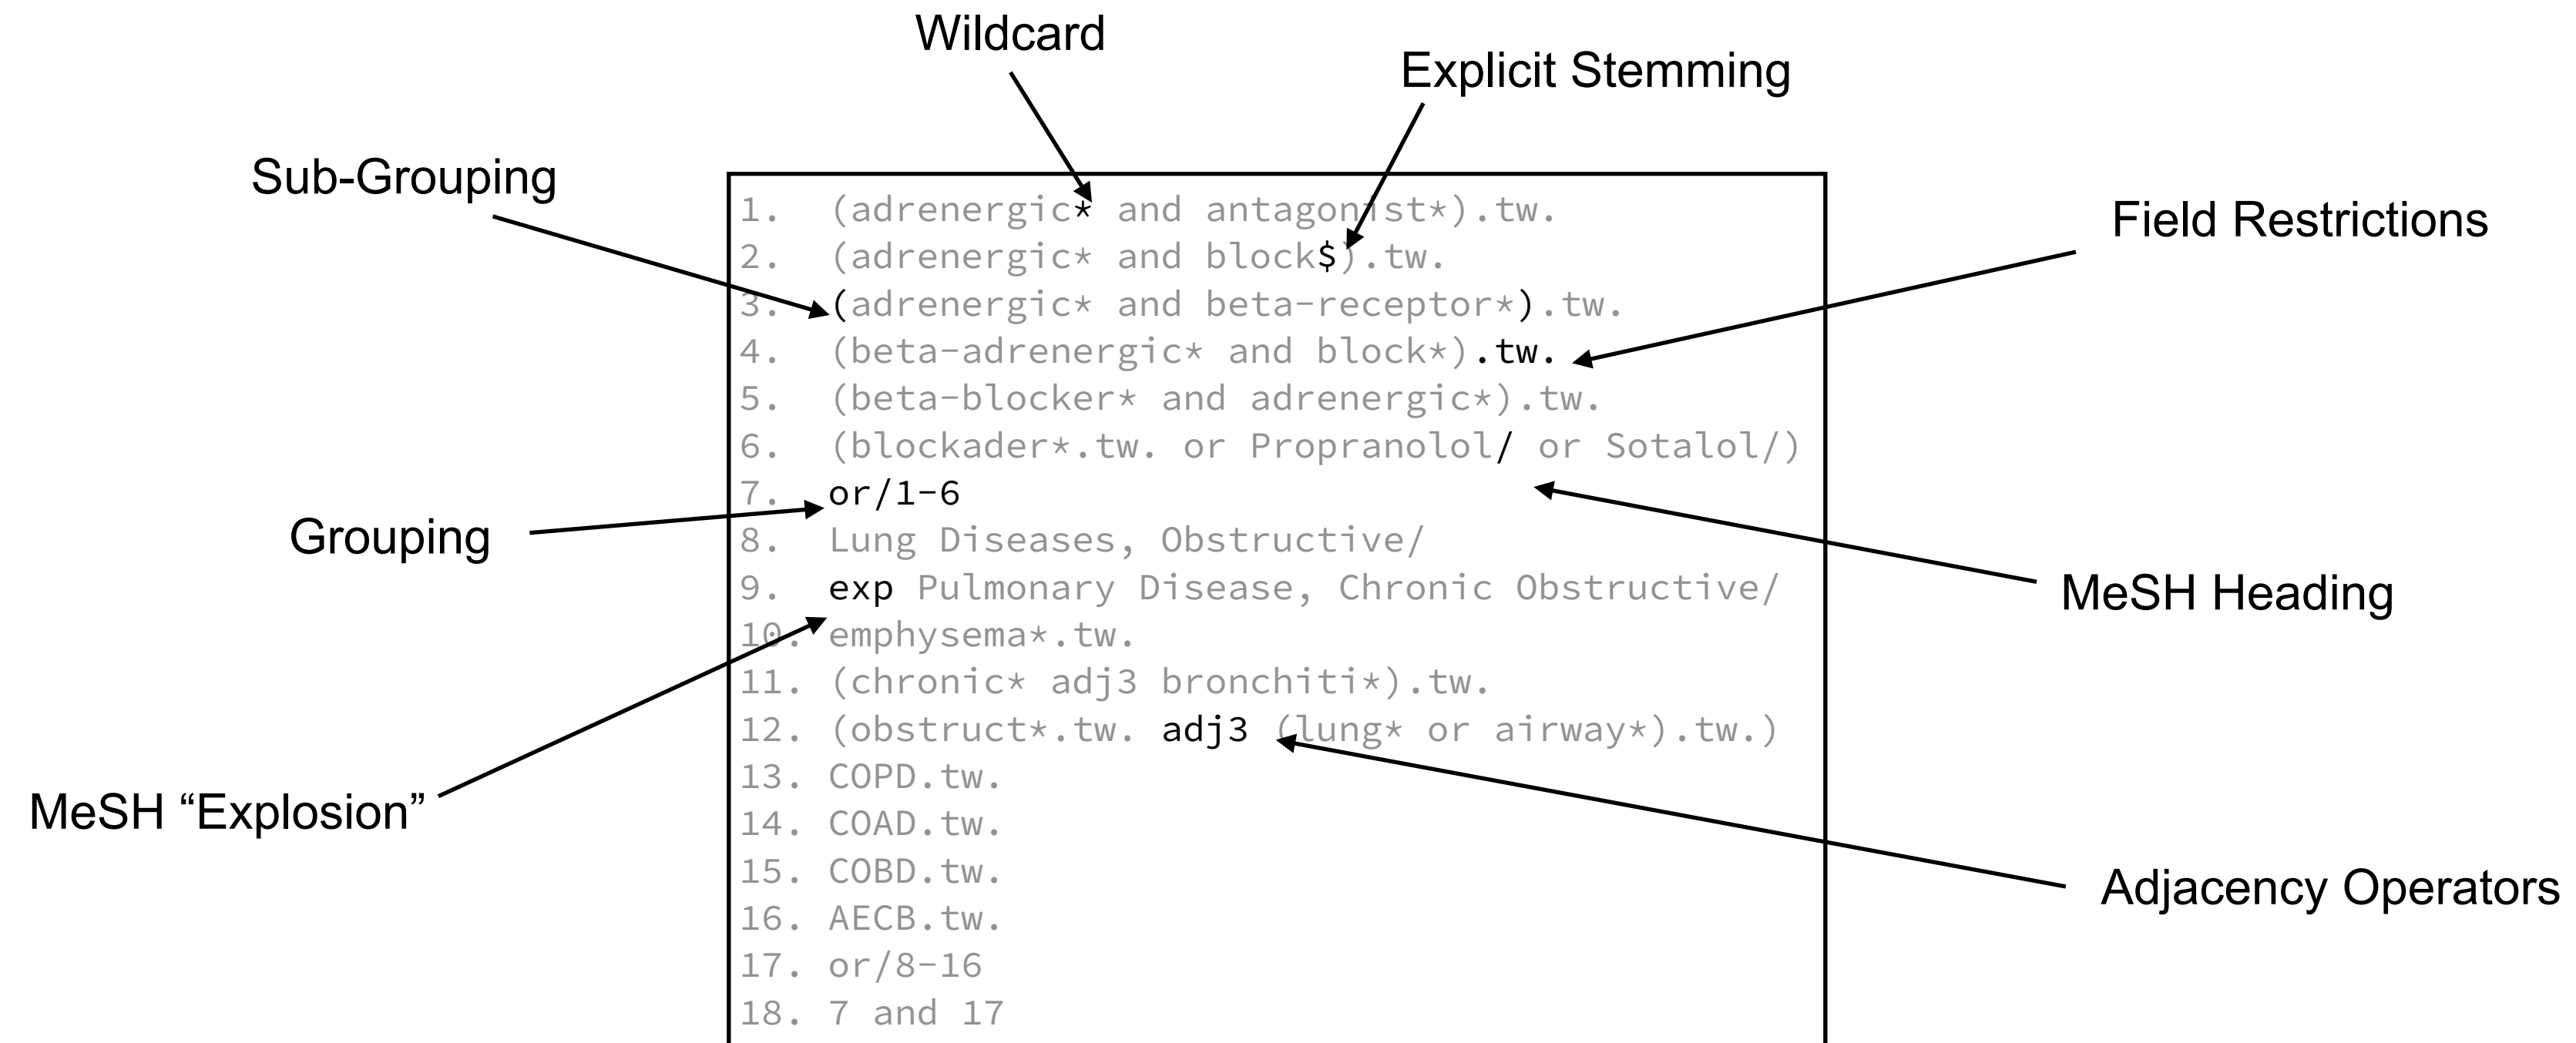 Wildcard
Explicit Stemming
Sub-Grouping
Field Restrictions
1. (adrenergic* and antagonist*).tw.
2. (adrenergic* and block$).tw.
3. (adrenergic* and beta-receptor*).tw.
4. (beta-adrenergic* and block*).tw.
5. (beta-blocker* and adrenergic*).tw.
6. (blockader*.tw. or Propranolol/ or Sotalol/)
7. or/1-6
Grouping
8. Lung Diseases, Obstructive/
9. exp Pulmonary Disease, Chronic Obstructive/
MeSH Heading
10. emphysema*.tw.
11. (chronic* adj3 bronchiti*).tw.
12. (obstruct*.tw. adj3 (lung* or airway*).tw.)
13. COPD.tw.
MeSH “Explosion”
14. COAD.tw.
15. COBD.tw.
Adjacency Operators
16. AECB.tw.
17. or/8-16
18. 7 and 17